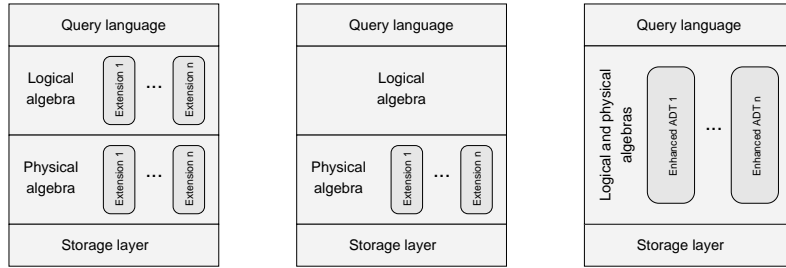 Query language
Logical
algebra
Extension 1
...
Extension n
Physical
algebra
Extension 1
...
Extension n
Storage layer
Query language
Logical
algebra
Physical
algebra
Extension 1
...
Extension n
Storage layer
Query language
Logical and physical
algebras
Enhanced ADT 1
...
Enhanced ADT n
Storage layer